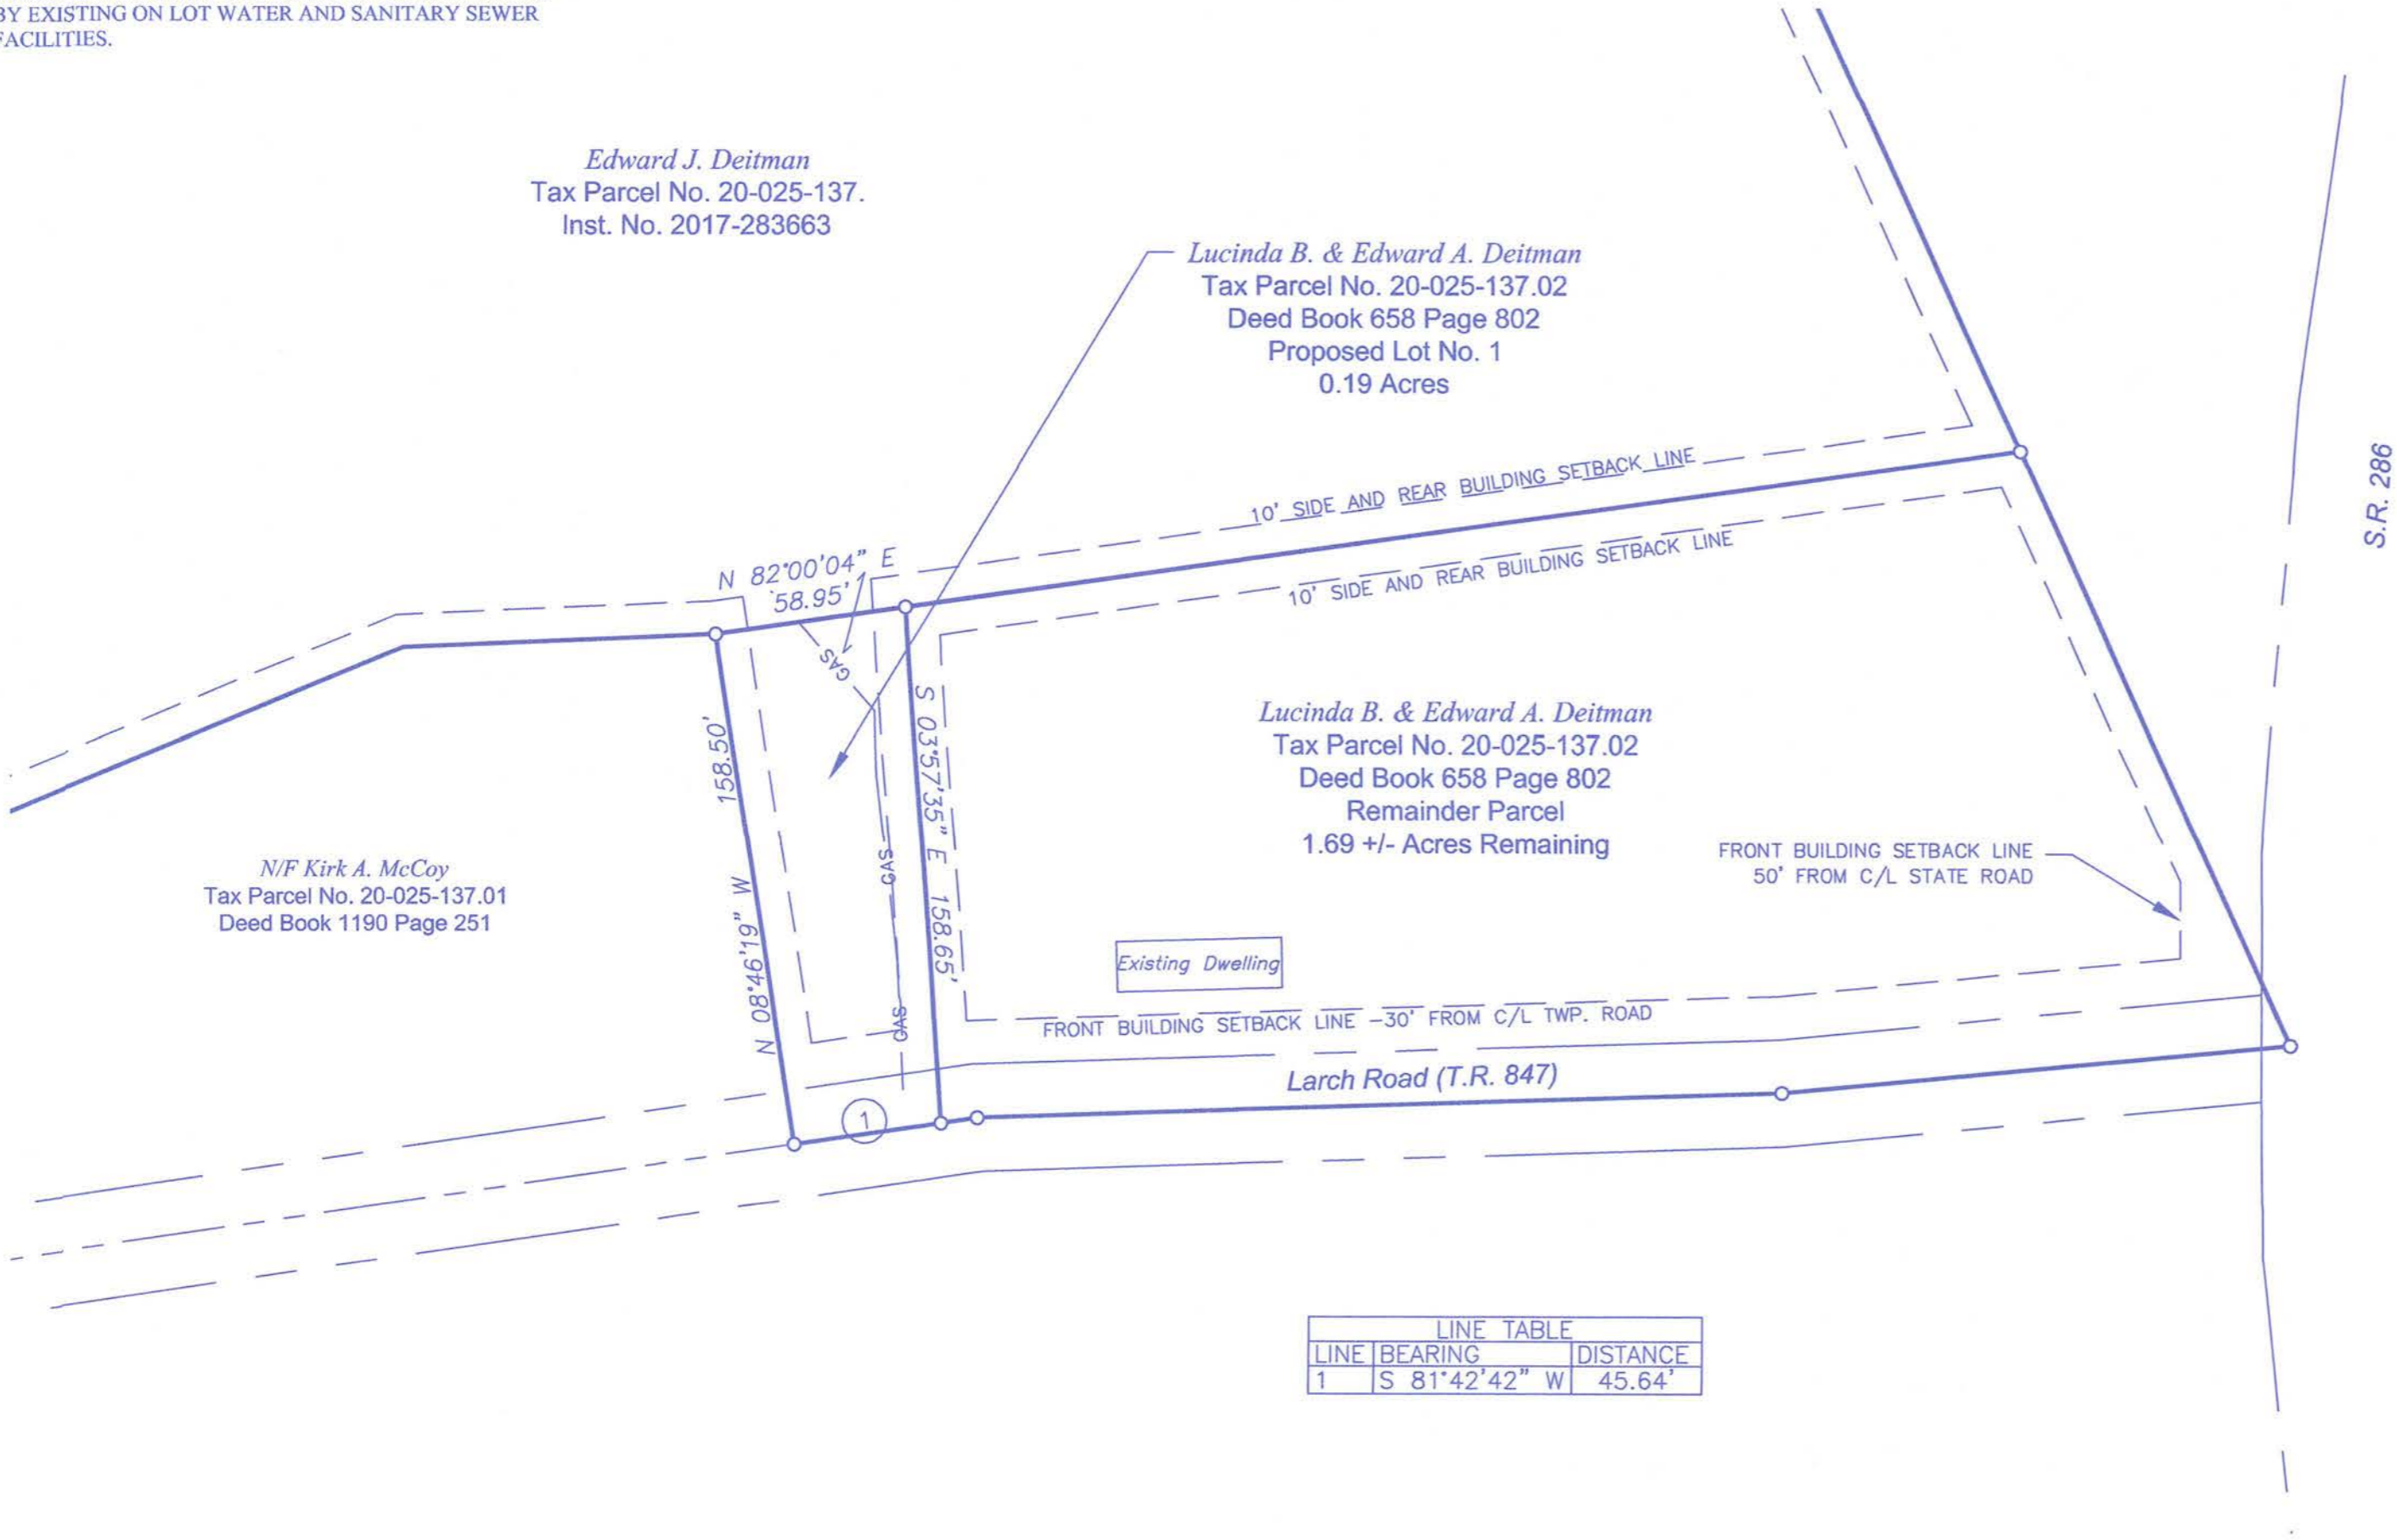 BY EXISTING ON LOT WATER AND SANITARY SEWER
FACILITIES.
Edward J. Deitman
Tax Parcel No. 20-025-137.
Inst. No. 2017-283663
Lucinda B. & Edward A. Deitman
Tax Parcel No. 20-025-137.02
Deed Book 658 Page 802
Proposed Lot No. 1
0.19 Acres
S.R. 286
10' SIDE AND REAR BUILDING SETBACK LINE
10' SIDE AND REAR BUILDING SETBACK LINE
N 82°00'04" E
58.95'
GAS
158.50'
N 08°46'19" W
S 03°57'35" E 158.65'
GAS
GAS
Lucinda B. & Edward A. Deitman
Tax Parcel No. 20-025-137.02
Deed Book 658 Page 802
Remainder Parcel
1.69 +/- Acres Remaining
N/F Kirk A. McCoy
Tax Parcel No. 20-025-137.01
Deed Book 1190 Page 251
FRONT BUILDING SETBACK LINE
50' FROM C/L STATE ROAD
Existing Dwelling
FRONT BUILDING SETBACK LINE -30' FROM C/L TWP. ROAD
Larch Road (T.R. 847)
1
LINE TABLE
LINE BEARING DISTANCE
1 S 81°42'42" W 45.64'